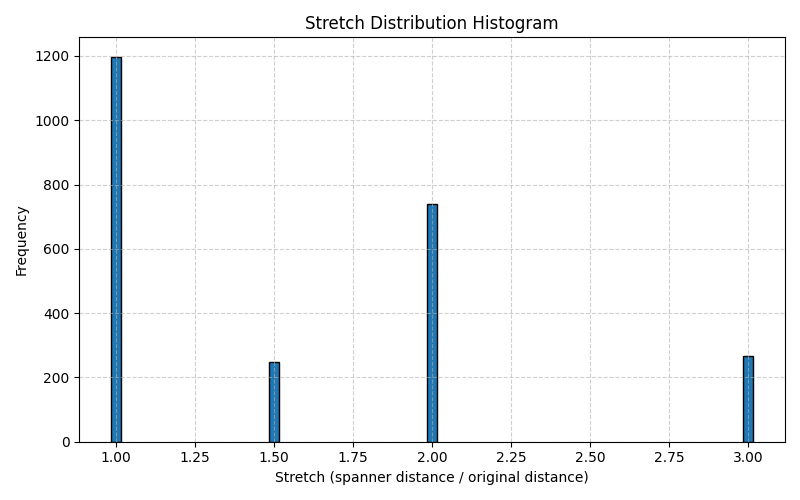 Stretch Distribution Histogram
Frequency
1200
1000
800
600
400
200
0
1.00 1.25 1.50 1.75 2.00 2.25 2.50 2.75 3.00
Stretch (spanner distance / original distance)